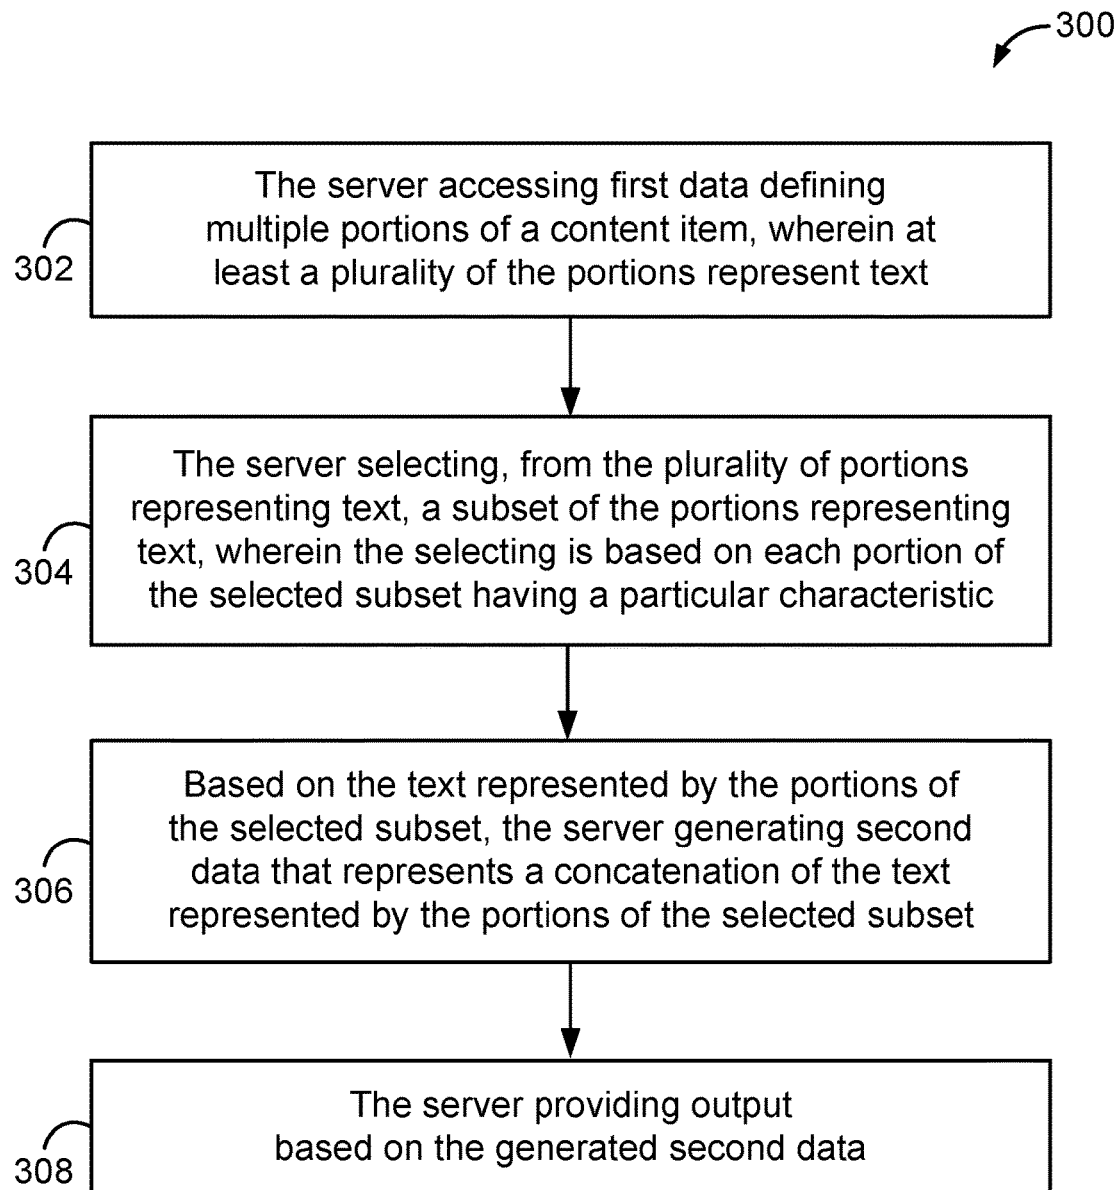 300
The server accessing first data defining
multiple portions of a content item, wherein at
least a plurality of the portions represent text
302
The server selecting, from the plurality of portions
representing text, a subset of the portions representing
text, wherein the selecting is based on each portion of
the selected subset having a particular characteristic
304
Based on the text represented by the portions of
the selected subset, the server generating second
data that represents a concatenation of the text
represented by the portions of the selected subset
306
The server providing output
based on the generated second data
308